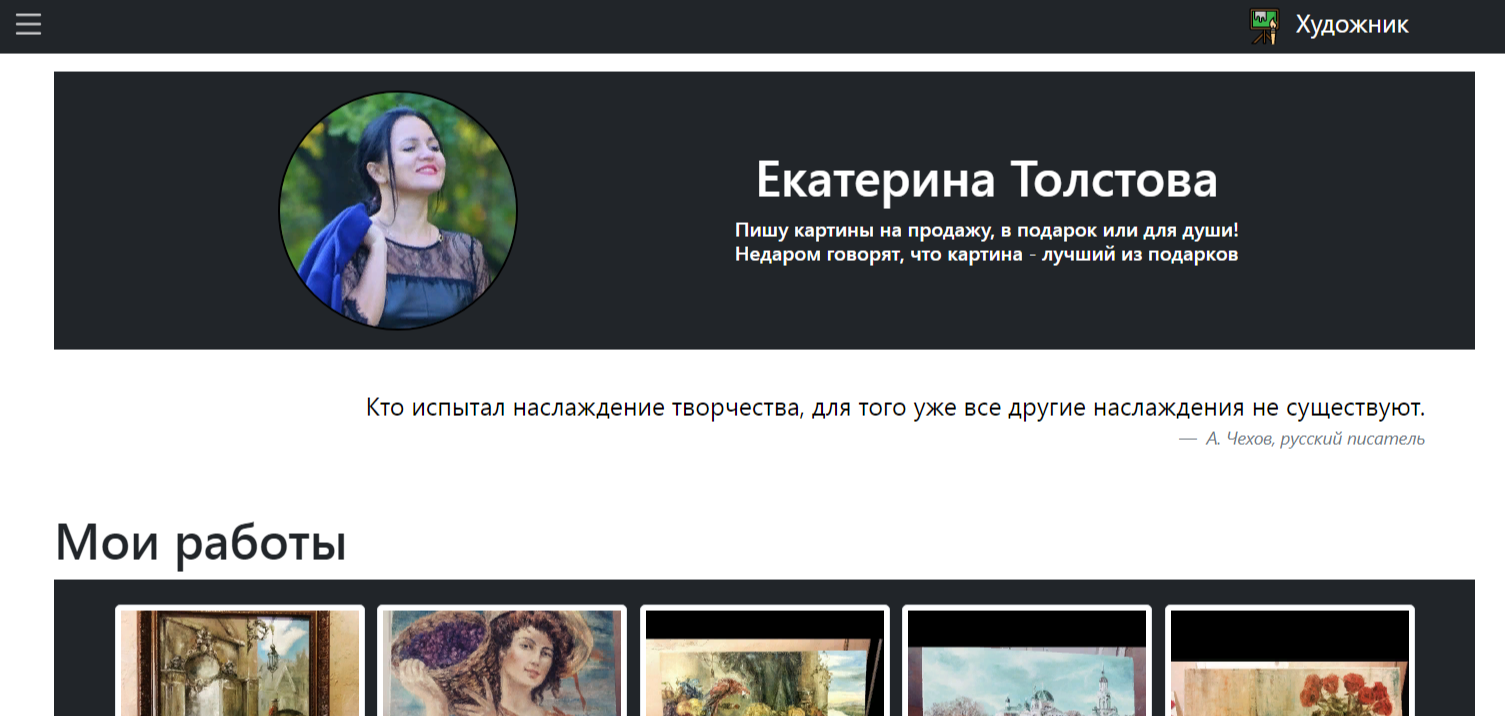 Художник
Екатерина Толстова
Пишу картины на продажу, в подарок или для души!
Недаром говорят, что картина - лучший из подарков
Кто испытал наслаждение творчества, для того уже все другие наслаждения не существуют.
— А. Чехов, русский писатель
Мои работы